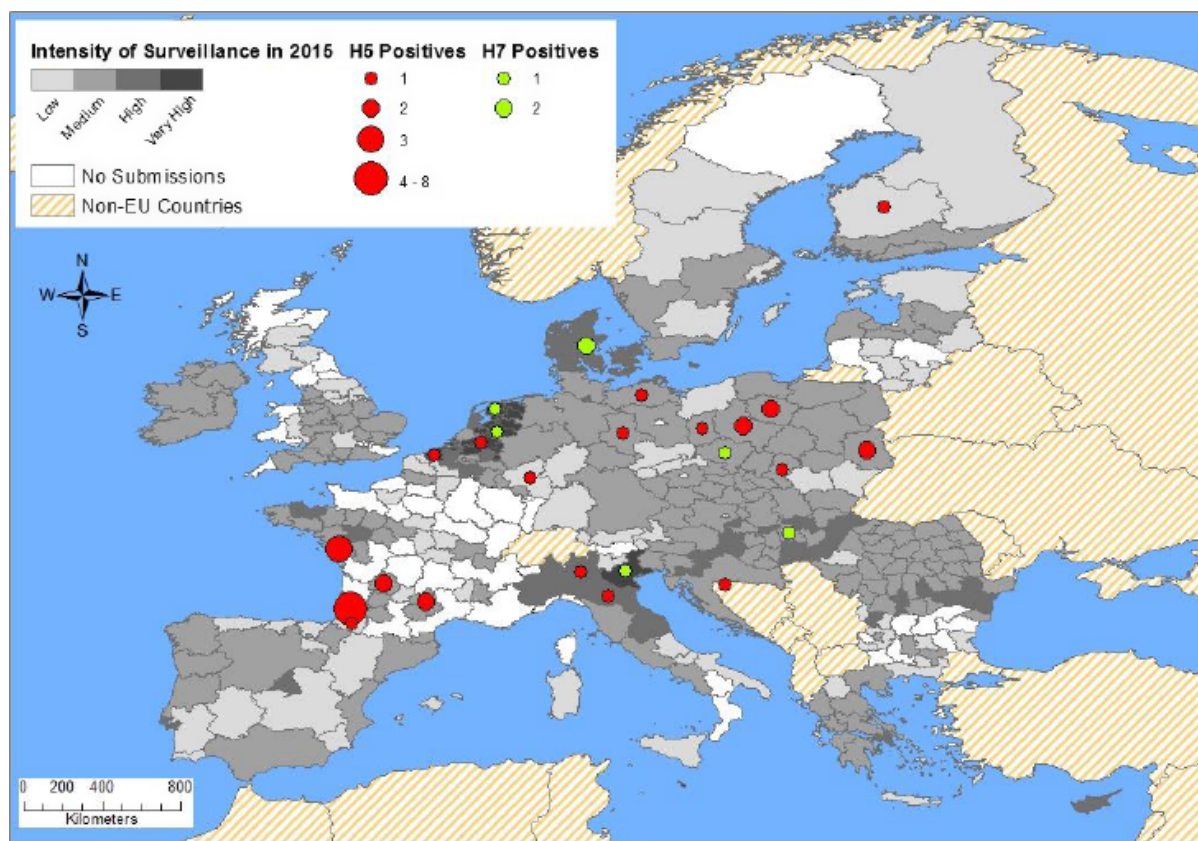 Intensity of Surveillance in 2015
Low
Medium
High
Very High
No Submissions
Non-EU Countries
H5 Positives
1
2
3
4 - 8
H7 Positives
1
2
N
W E
S
0 200 400 800
Kilometers